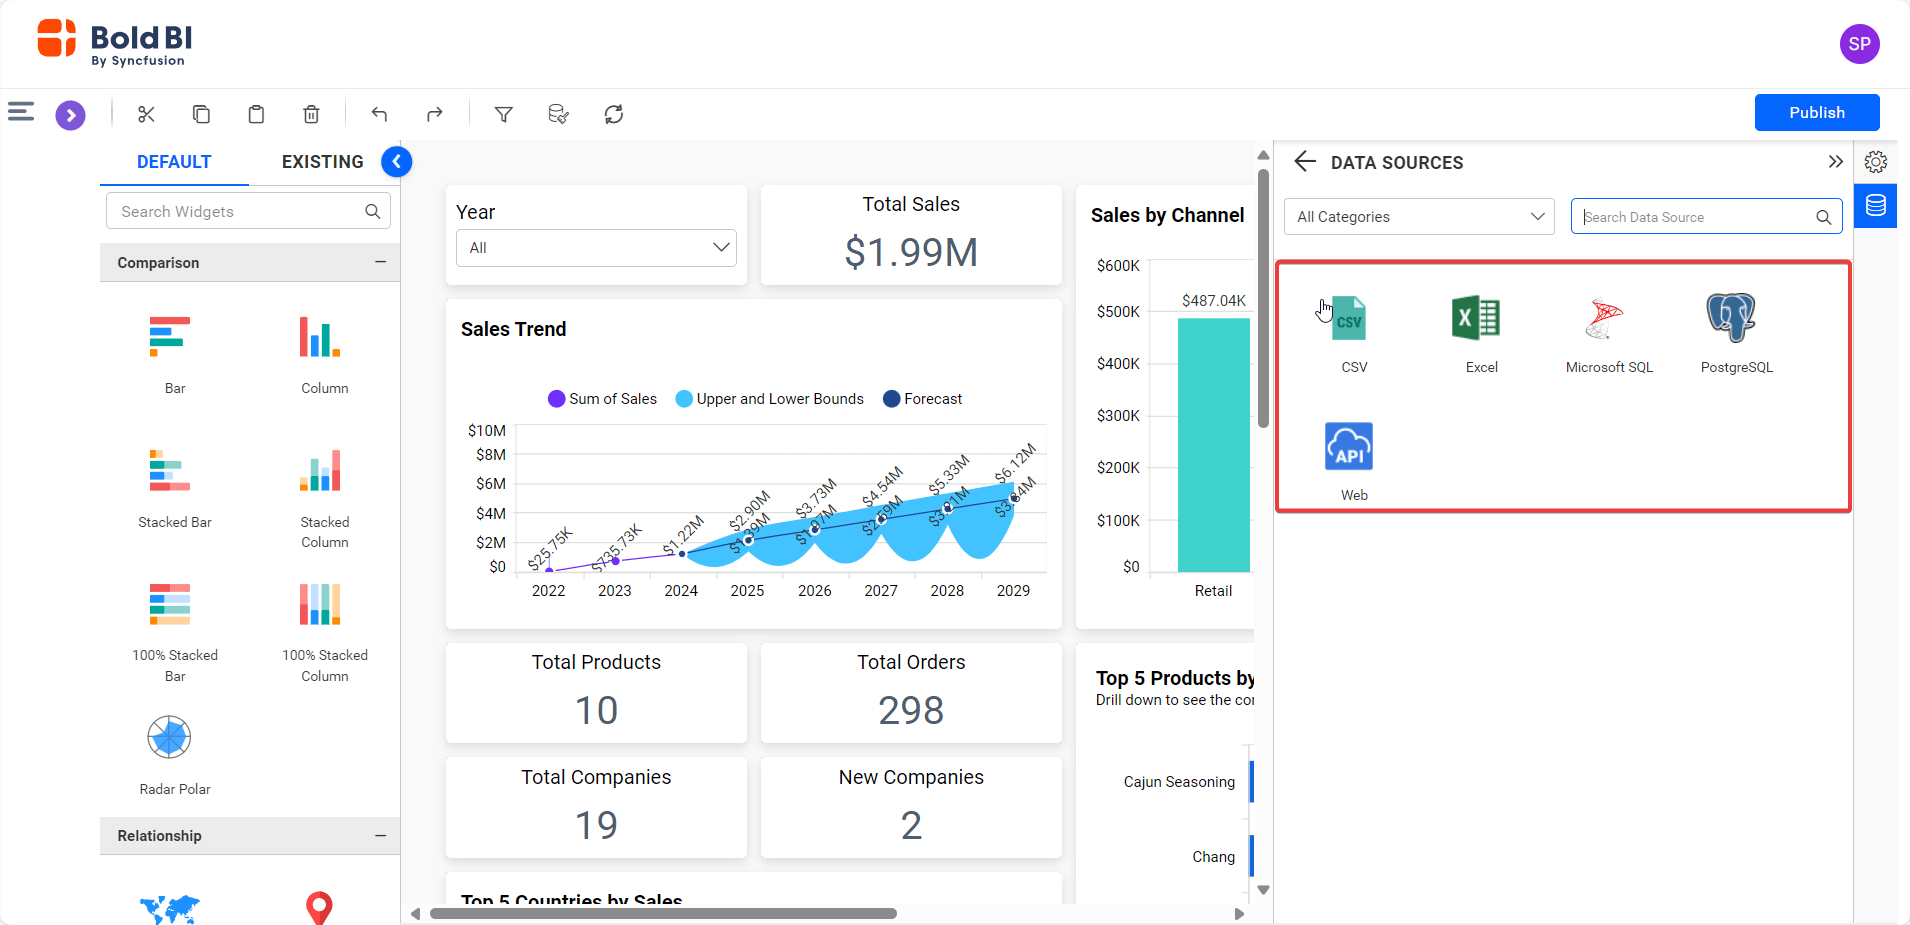 Bold BI
By Syncfusion
SP
Publish
DEFAULT
EXISTING
Search Widgets
Comparison
Bar
Column
Stacked Bar
Stacked
Column
100% Stacked
Bar
100% Stacked
Column
Radar Polar
Relationship
Year
All
Total Sales
$1.99M
Sales Trend
Sum of Sales
Upper and Lower Bounds
Forecast
$10M
$8M
$6M
$4M
$2M
$0
$25.75K
$735.73K
$1.22M
$2.90M
$1.39M
$3.73M
$1.97M
$4.54M
$2.59M
$5.33M
$3.21M
$6.12M
$3.84M
2022
2023
2024
2025
2026
2027
2028
2029
Total Products
10
Total Orders
298
Total Companies
19
New Companies
2
Top 5 Countries by Sales
Sales by Channel
$600K
$500K
$400K
$300K
$200K
$100K
$0
$487.04K
Retail
Top 5 Products by
Drill down to see the cor
Cajun Seasoning
Chang
DATA SOURCES
All Categories
Search Data Source
CSV
CSV
Excel
Microsoft SQL
PostgreSQL
API
Web